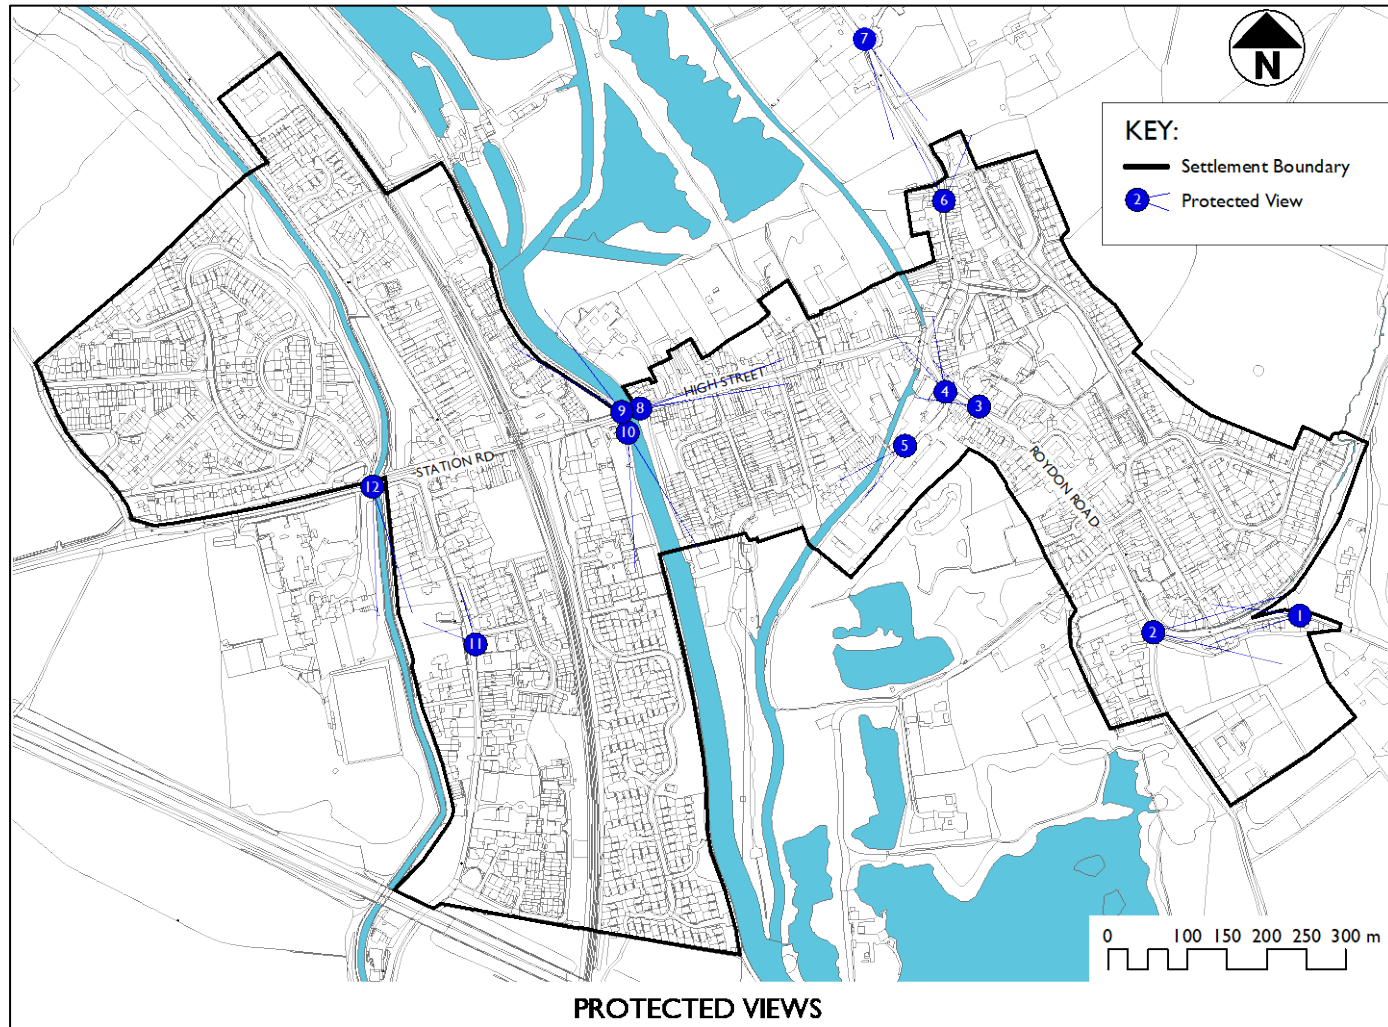 7
N
KEY:
Settlement Boundary
2 Protected View
6
4
3
HIGH STREET
9 8
10
5
ROYDON ROAD
STATION RD
12
11
2
1
0 100 150 200 250 300 m
PROTECTED VIEWS